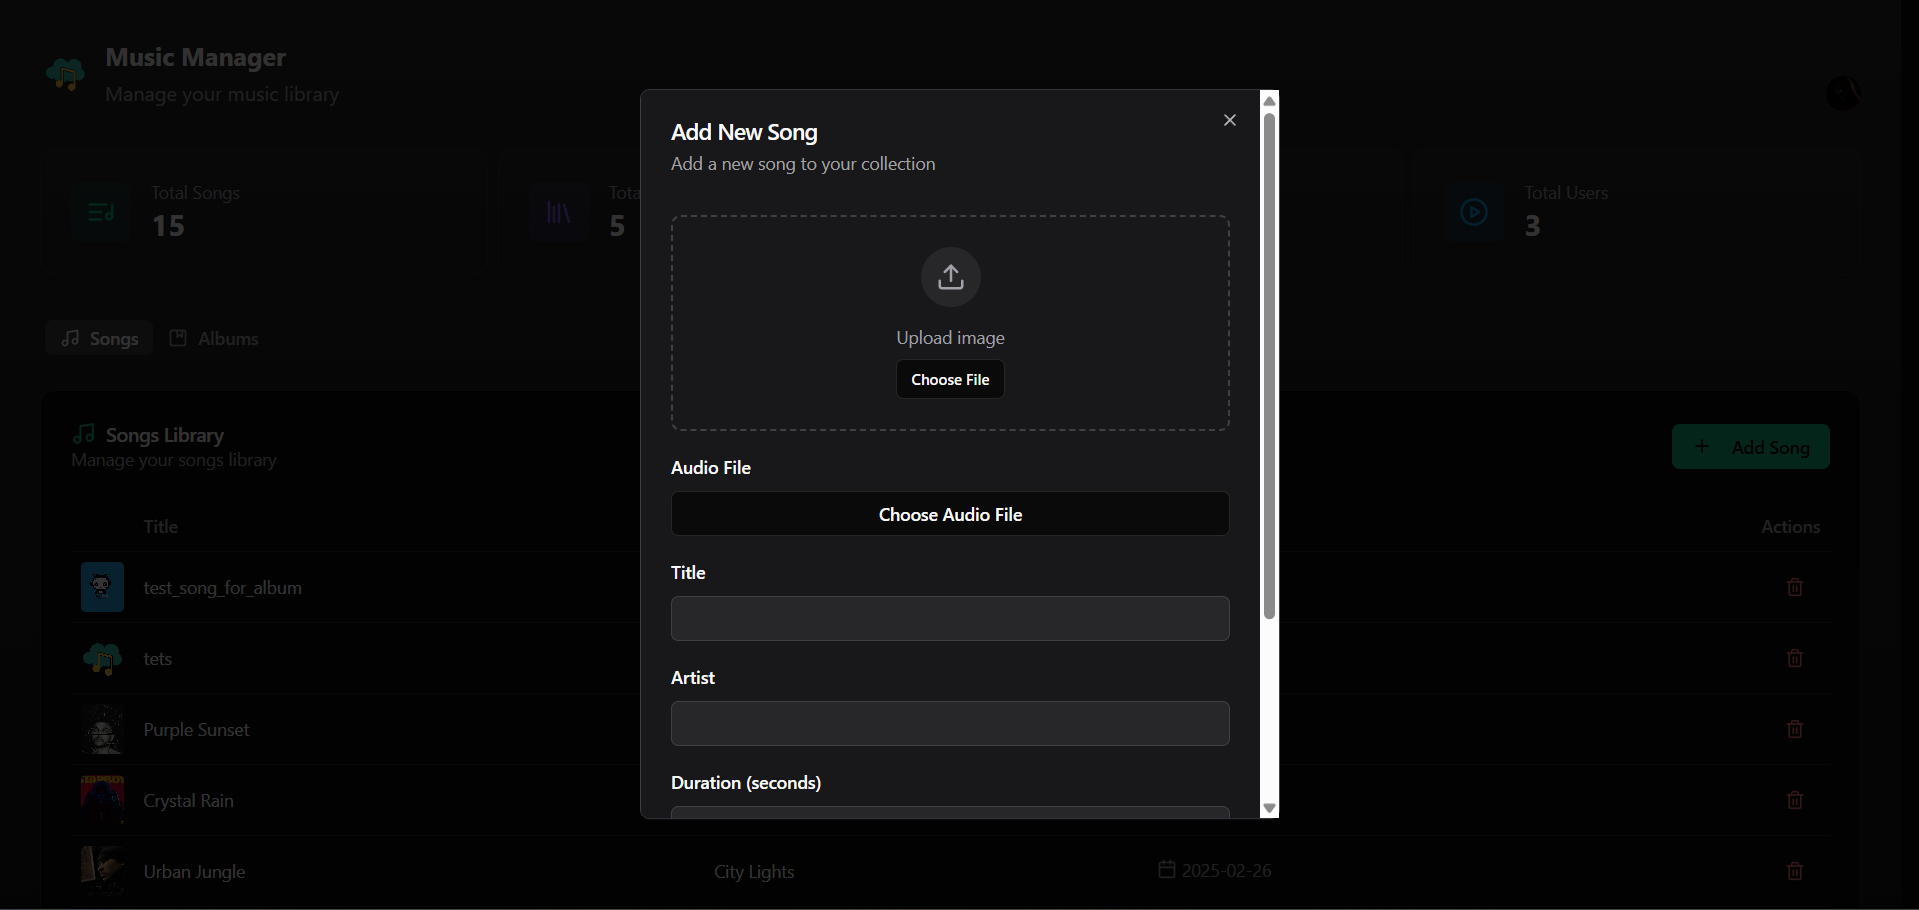 Music Manager
Manage your music library
Total Songs
15
Tota
5
Total Users
3
Songs
Albums
Songs Library
Manage your songs library
Add Song
Title
Actions
test_song_for_album
tets
Purple Sunset
Crystal Rain
Urban Jungle
City Lights
2025-02-26
Add New Song
Add a new song to your collection
Upload image
Choose File
Audio File
Choose Audio File
Title
Artist
Duration (seconds)